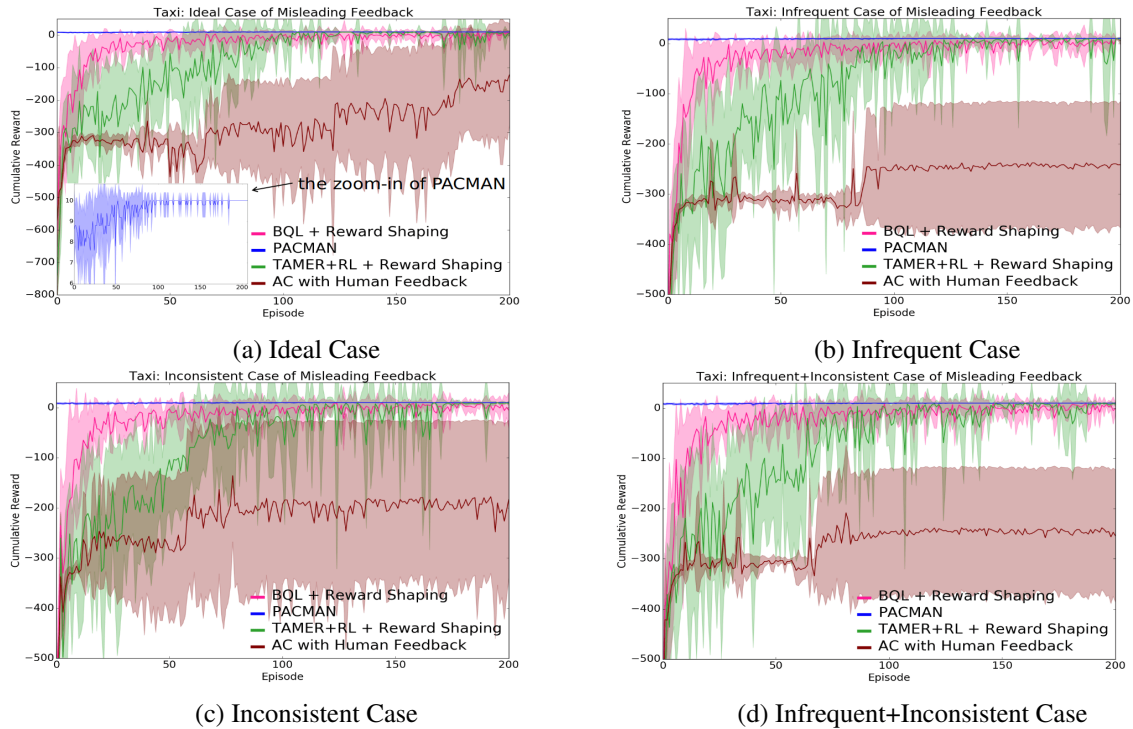 Taxi: Ideal Case of Misleading Feedback
Cumulative Reward
0
−100
−200
−300
−400
−500
−600
−700
−800
the zoom-in of PACMAN
10
9
8
7
6
0 50 100 150 200
BQL + Reward Shaping
PACMAN
TAMER+RL + Reward Shaping
AC with Human Feedback
0 50 100 150 200
Episode
(a) Ideal Case
Taxi: Infrequent Case of Misleading Feedback
Cumulative Reward
0
−100
−200
−300
−400
−500
BQL + Reward Shaping
PACMAN
TAMER+RL + Reward Shaping
AC with Human Feedback
0 50 100 150 200
Episode
(b) Infrequent Case
Taxi: Inconsistent Case of Misleading Feedback
Cumulative Reward
0
−100
−200
−300
−400
−500
BQL + Reward Shaping
PACMAN
TAMER+RL + Reward Shaping
AC with Human Feedback
0 50 100 150 200
Episode
(c) Inconsistent Case
Taxi: Infrequent+Inconsistent Case of Misleading Feedback
Cumulative Reward
0
−100
−200
−300
−400
−500
BQL + Reward Shaping
PACMAN
TAMER+RL + Reward Shaping
AC with Human Feedback
0 50 100 150 200
Episode
(d) Infrequent+Inconsistent Case